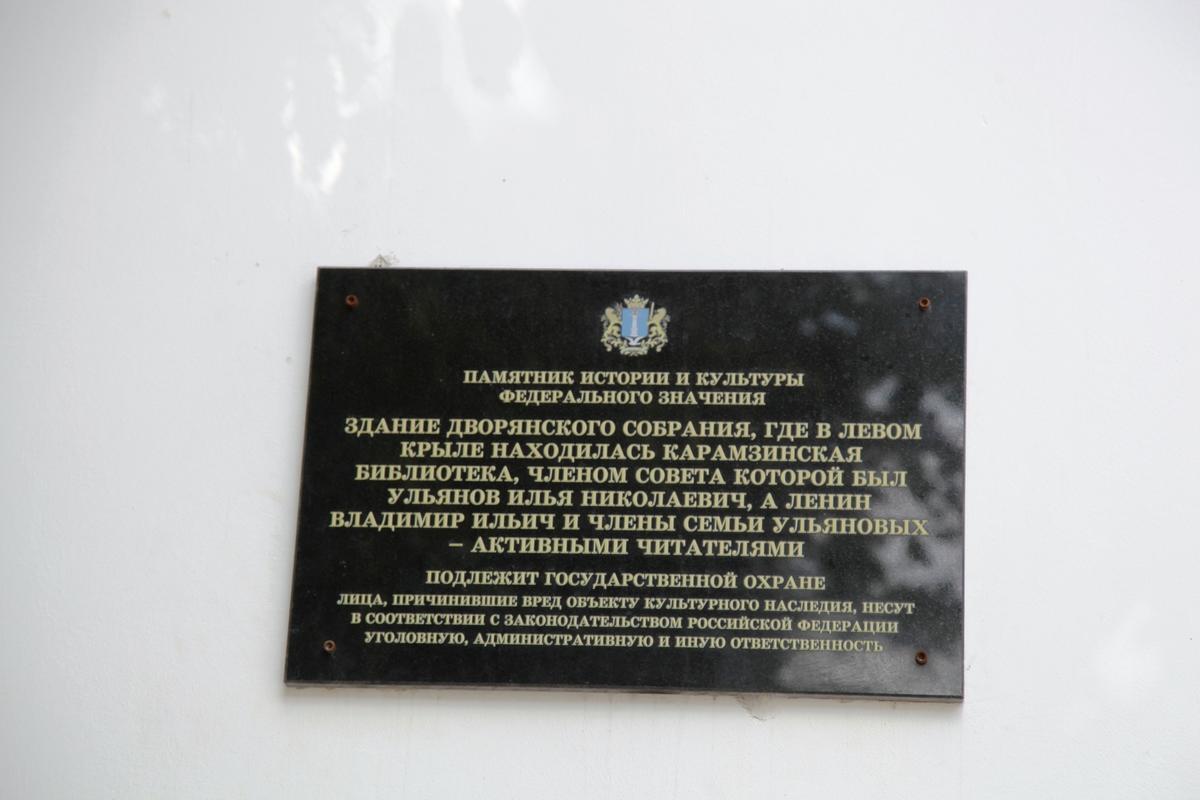 ПАМЯТНИК ИСТОРИИ И КУЛЬТУРЫ
ФЕДЕРАЛЬНОГО ЗНАЧЕНИЯ
ЗДАНИЕ ДВОРЯНСКОГО СОБРАНИЯ, ГДЕ В ЛЕВОМ
КРЫЛЕ НАХОДИЛАСЬ КАРАМЗИНСКАЯ
БИБЛИОТЕКА, ЧЛЕНОМ СОВЕТА КОТОРОЙ БЫЛ
УЛЬЯНОВ ИЛЬЯ НИКОЛАЕВИЧ, А ЛЕНИН
ВЛАДИМИР ИЛЬИЧ И ЧЛЕНЫ СЕМЬИ УЛЬЯНОВЫХ
– АКТИВНЫМИ ЧИТАТЕЛЯМИ
ПОДЛЕЖИТ ГОСУДАРСТВЕННОЙ ОХРАНЕ
ЛИЦА, ПРИЧИНИВШИЕ ВРЕД ОБЪЕКТУ КУЛЬТУРНОГО НАСЛЕДИЯ, НЕСУТ
В СООТВЕТСТВИИ С ЗАКОНОДАТЕЛЬСТВОМ РОССИЙСКОЙ ФЕДЕРАЦИИ
УГОЛОВНУЮ, АДМИНИСТРАТИВНУЮ И ИНУЮ ОТВЕТСТВЕННОСТЬ